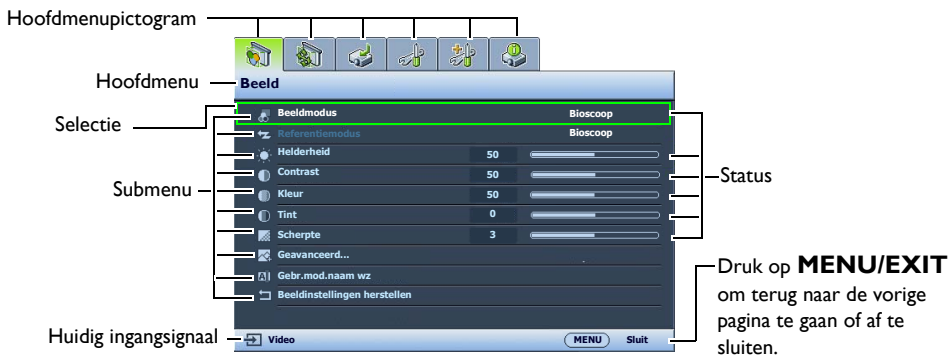 Hoofdmenupictogram
Hoofdmenu
Beeld
Selectie
Beeldmodus Bioscoop
Referentiemodus Bioscoop
Helderheid 50
Contrast 50
Submenu
Kleur 50
Status
Tint 0
Scherpte 3
Geavanceerd...
Gebr.mod.naam wz
Beeldinstellingen herstellen
Druk op MENU/EXIT
om terug naar de vorige
pagina te gaan of af te
sluiten.
Huidig ingangsignaal
Video MENU Sluit